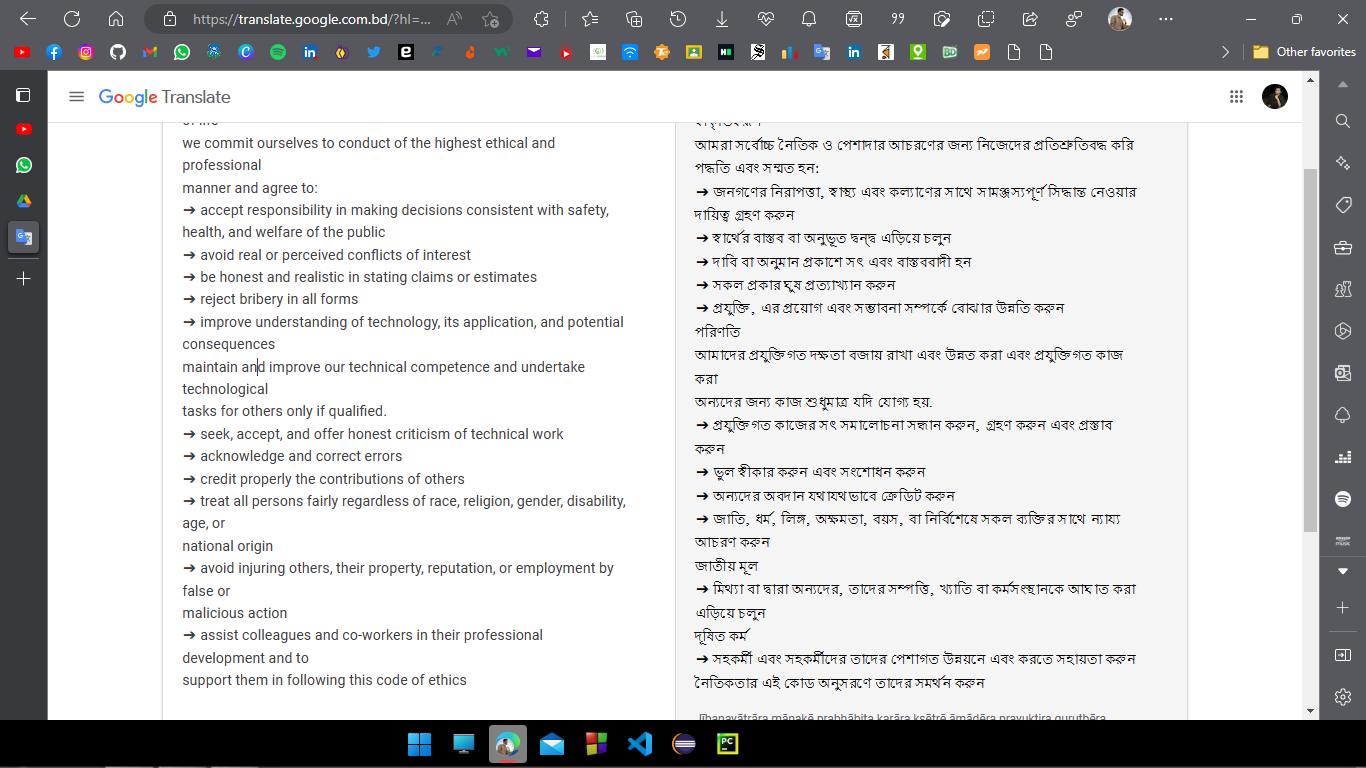 https://translate.google.com.bd/?hl=...
Other favorites
Google Translate
of life
we commit ourselves to conduct of the highest ethical and
professional
manner and agree to:
➔ accept responsibility in making decisions consistent with safety,
health, and welfare of the public
➔ avoid real or perceived conflicts of interest
➔ be honest and realistic in stating claims or estimates
➔ reject bribery in all forms
➔ improve understanding of technology, its application, and potential
consequences
maintain and improve our technical competence and undertake
technological
tasks for others only if qualified.
➔ seek, accept, and offer honest criticism of technical work
➔ acknowledge and correct errors
➔ credit properly the contributions of others
➔ treat all persons fairly regardless of race, religion, gender, disability,
age, or
national origin
➔ avoid injuring others, their property, reputation, or employment by
false or
malicious action
➔ assist colleagues and co-workers in their professional
development and to
support them in following this code of ethics
আমরা সর্বোচ্চ নৈতিক ও পেশাদার আচরণের জন্য নিজেদের প্রতিশ্রুতিবদ্ধ করি
পদ্ধতি এবং সম্মত হন:
➔ জনগণের নিরাপত্তা, স্বাস্থ্য এবং কল্যাণের সাথে সামঞ্জস্যপূর্ণ সিদ্ধান্ত নেওয়ার
দায়িত্ব গ্রহণ করুন
➔ স্বার্থের বাস্তব বা অনুভূত দ্বন্দ্ব এড়িয়ে চলুন
➔ দাবি বা অনুমান প্রকাশে সৎ এবং বাস্তববাদী হন
➔ সকল প্রকার ঘুষ প্রত্যাখ্যান করুন
➔ প্রযুক্তি, এর প্রয়োগ এবং সম্ভাবনা সম্পর্কে বোঝার উন্নতি করুন
পরিণতি
আমাদের প্রযুক্তিগত দক্ষতা বজায় রাখা এবং উন্নত করা এবং প্রযুক্তিগত কাজ
করা
অন্যদের জন্য কাজ শুধুমাত্র যদি যোগ্য হয়.
➔ প্রযুক্তিগত কাজের সৎ সমালোচনা সন্ধান করুন, গ্রহণ করুন এবং প্রস্তাব
করুন
➔ ভুল স্বীকার করুন এবং সংশোধন করুন
➔ অন্যদের অবদান যথাযথভাবে ক্রেডিট করুন
➔ জাতি, ধর্ম, লিঙ্গ, অক্ষমতা, বয়স, বা নির্বিশেষে সকল ব্যক্তির সাথে ন্যায্য
আচরণ করুন
জাতীয় মূল
➔ মিথ্যা বা দ্বারা অন্যদের, তাদের সম্পত্তি, খ্যাতি বা কর্মসংস্থানকে আঘাত করা
এড়িয়ে চলুন
দূষিত কর্ম
➔ সহকর্মী এবং সহকর্মীদের তাদের পেশাগত উন্নয়নে এবং করতে সহায়তা করুন
নৈতিকতার এই কোড অনুসরণে তাদের সমর্থন করুন